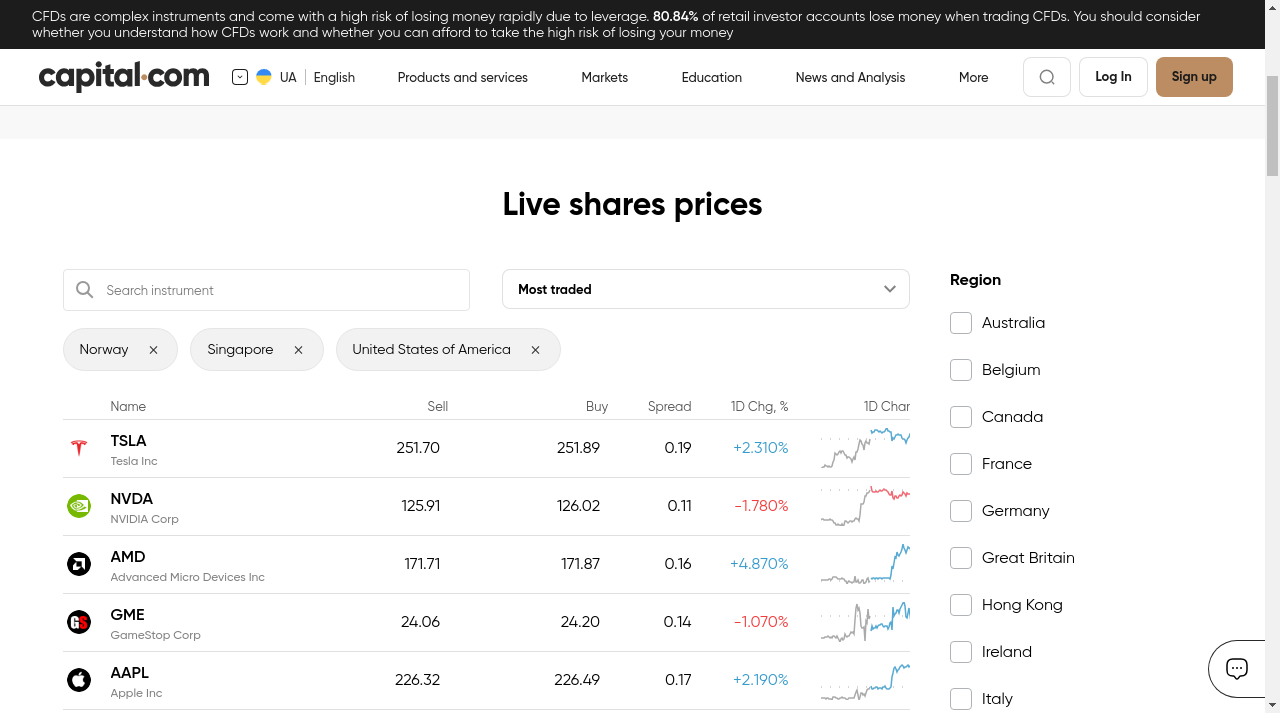 CFDs are complex instruments and come with a high risk of losing money rapidly due to leverage. 80.84% of retail investor accounts lose money when trading CFDs. You should consider
whether you understand how CFDs work and whether you can afford to take the high risk of losing your money
capital.com
UA English
Products and services
Markets
Education
News and Analysis
More
Log In
Sign up
Live shares prices
Search instrument
Most traded
Norway
Singapore
United States of America
Name Sell Buy Spread 1D Chg, % 1D Char
TSLA 251.70 251.89 0.19 +2.310%
Tesla Inc
NVDA 125.91 126.02 0.11 -1.780%
NVIDIA Corp
AMD 171.71 171.87 0.16 +4.870%
Advanced Micro Devices Inc
GME 24.06 24.20 0.14 -1.070%
GameStop Corp
AAPL 226.32 226.49 0.17 +2.190%
Apple Inc
Region
Australia
Belgium
Canada
France
Germany
Great Britain
Hong Kong
Ireland
Italy